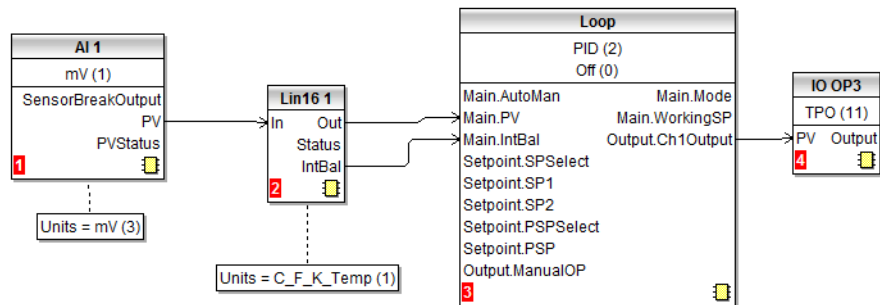 AI 1
mV (1)
SensorBreakOutput
PV
PVStatus
1
Units = mV (3)
Lin16 1
In Out
Status
IntBal
2
Units = C_F_K_Temp (1)
Loop
PID (2)
Off (0)
Main.AutoMan Main.Mode
Main.PV Main.WorkingSP
Main.IntBal Output.Ch1Output
Setpoint.SPSelect
Setpoint.SP1
Setpoint.SP2
Setpoint.PSPSelect
Setpoint.PSP
Output.ManualOP
3
IO OP3
TPO (11)
PV Output
4